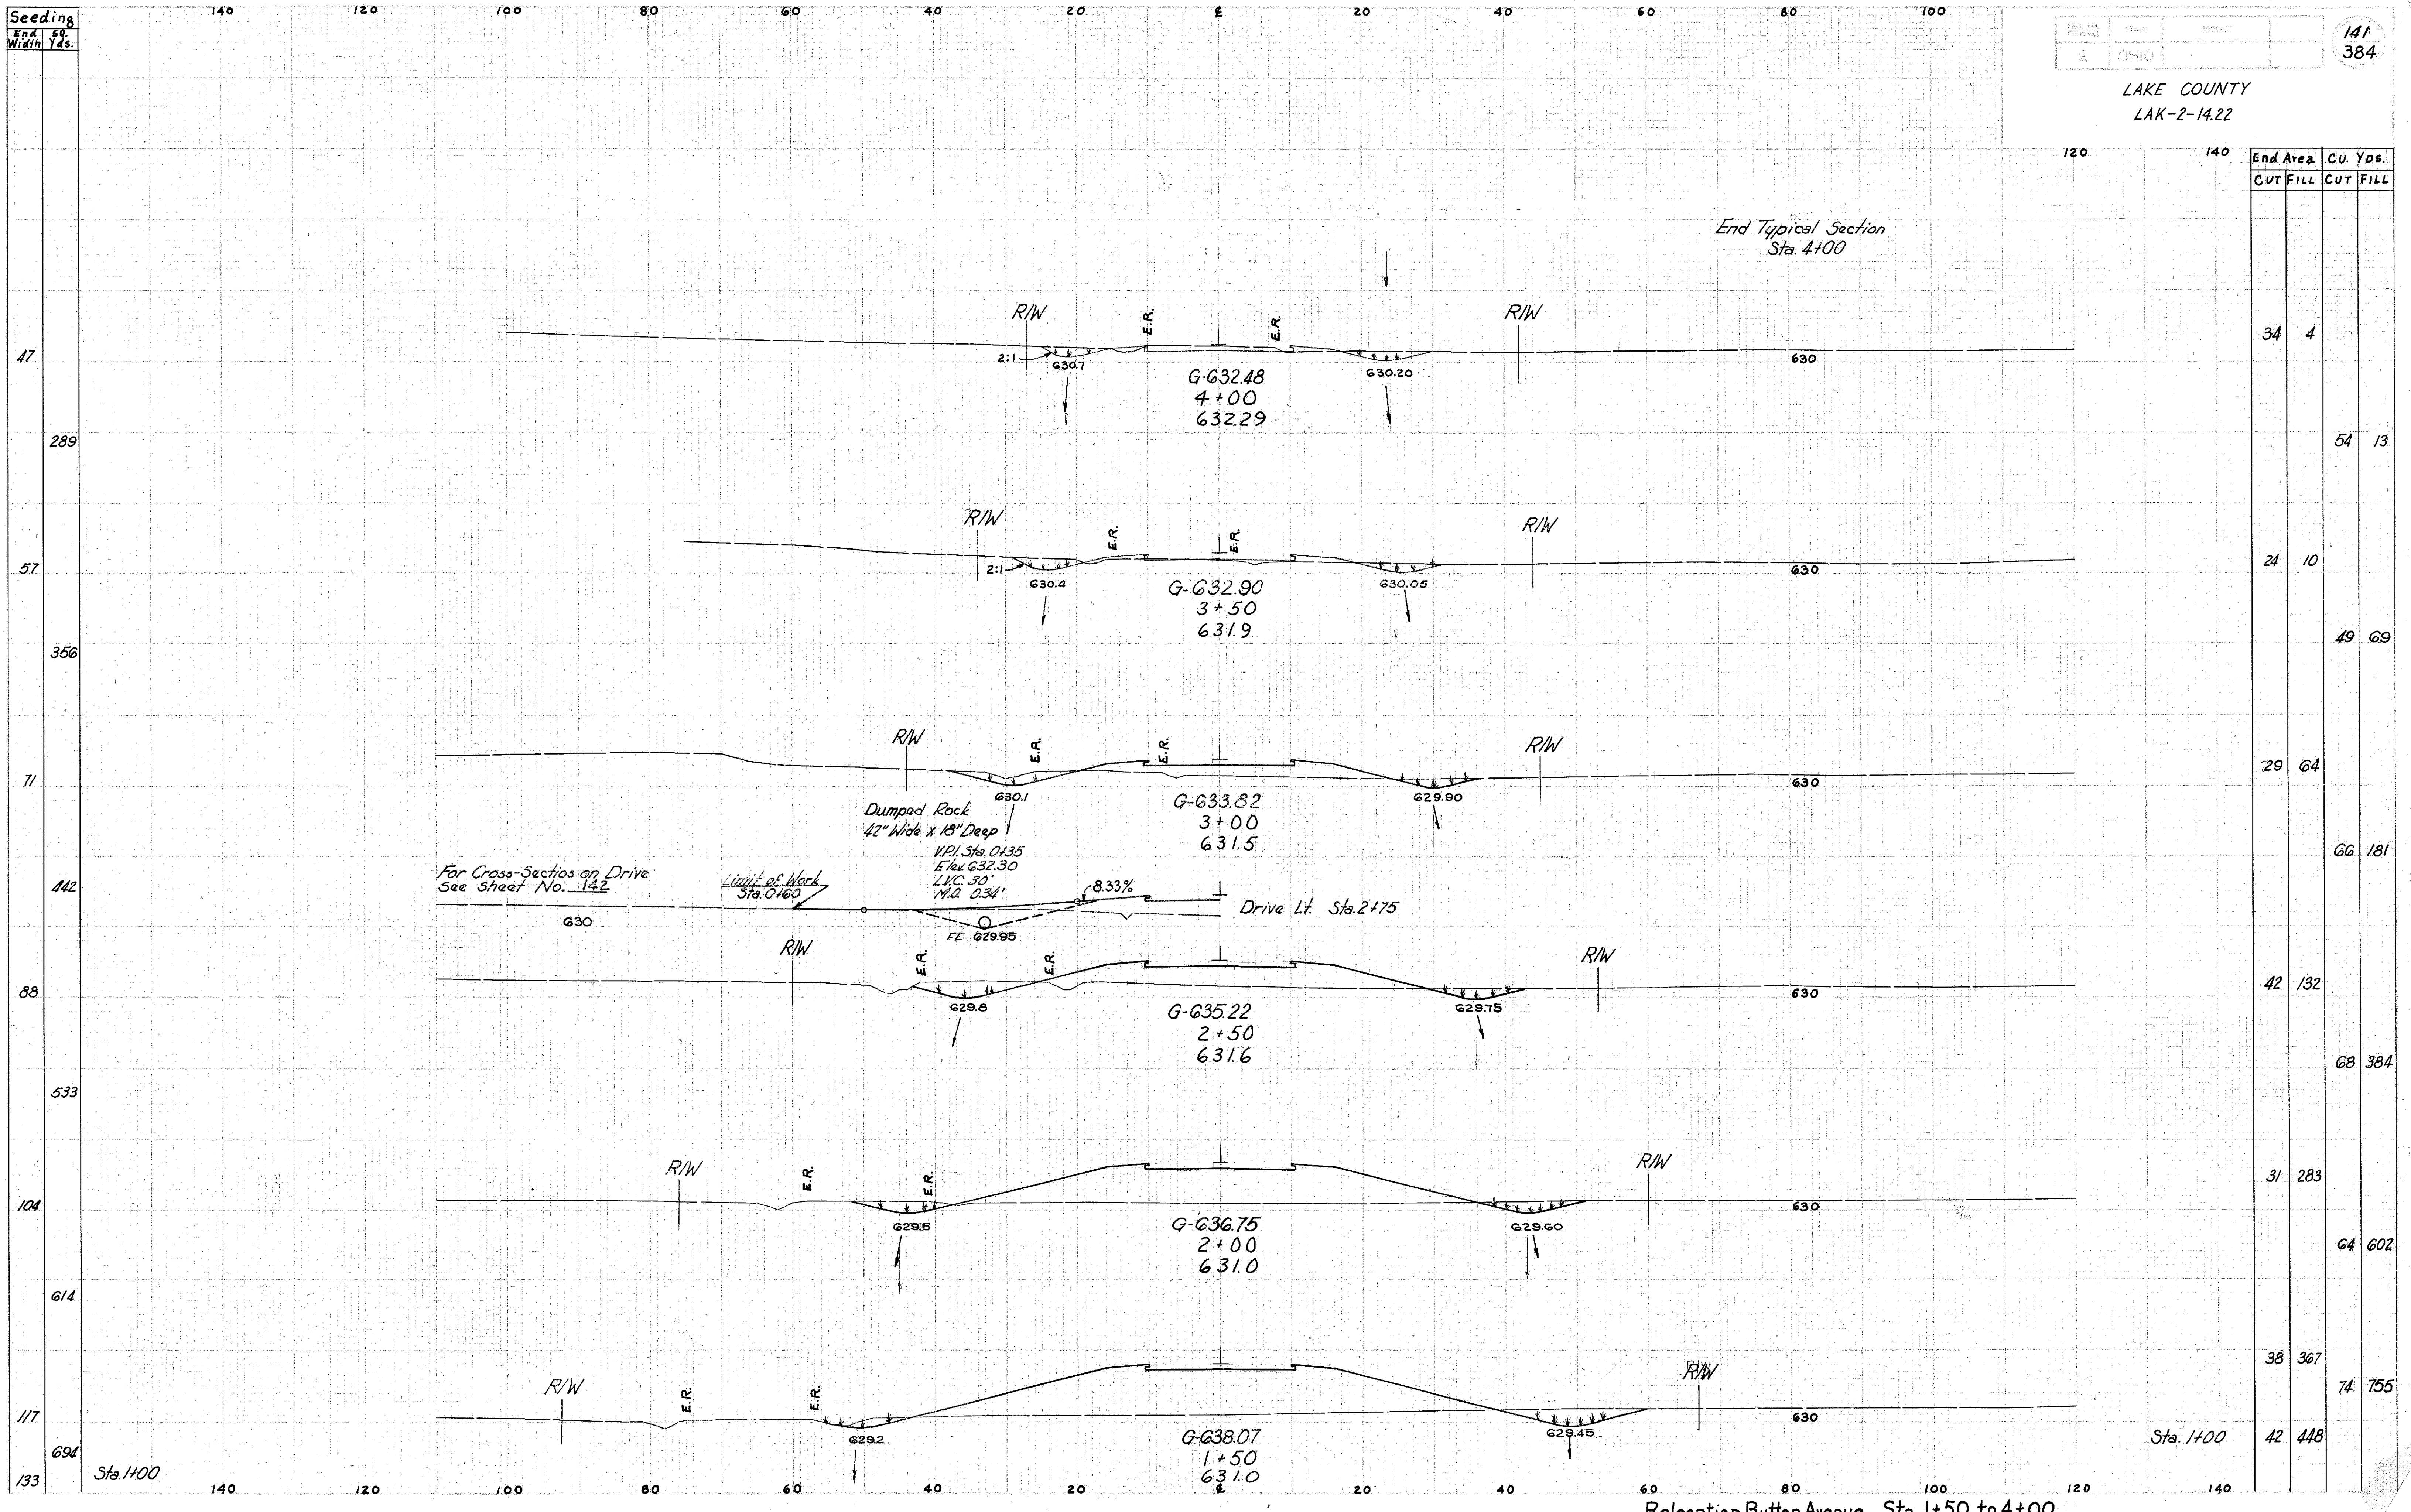 Seeding
End Width
SQ. Yds.
140 120 100 80 60 40 20 ℄ 20 40 60 80 100
141
384
OHIO
LAKE COUNTY
LAK-2-14.22
120 140
End Area CU. YDS.
CUT FILL CUT FILL
End Typical Section
Sta. 4+00
R/W E.R. E.R. R/W
34 4
47
2:1
630.7
630.20
630
G-632.48
4+00
632.29
289
54 13
R/W E.R. E.R. R/W
24 10
57
2:1
630.4
630.05
630
G-632.90
3+50
631.9
356
49 69
R/W E.R. E.R. R/W
29 64
71
630.1
629.90
630
G-633.82
3+00
631.5
Dumped Rock
42" Wide x 18" Deep
V.P.I. Sta. 0+35
Elev. 632.30
L.V.C. 30'
M.O. 0.34'
66 181
442
For Cross-Sectios on Drive
See Sheet No. 142
Limit of Work
Sta. 0+60
8.33%
Drive Lt. Sta. 2+75
630
FL 629.95
R/W E.R. E.R. R/W
42 132
88
629.8
629.75
630
G-635.22
2+50
631.6
68 384
533
R/W E.R. E.R. R/W
31 283
104
629.5
629.60
630
G-636.75
2+00
631.0
64 602
614
38 367
R/W E.R. E.R. R/W
74 755
117
629.2
629.45
630
G-638.07
1+50
631.0
694
Sta. 1+00 42 448
133 Sta. 1+00
140 120 100 80 60 40 20 ℄ 20 40 60 80 100 120 140
Relocation Button Avenue Sta. 1+50 to 4+00